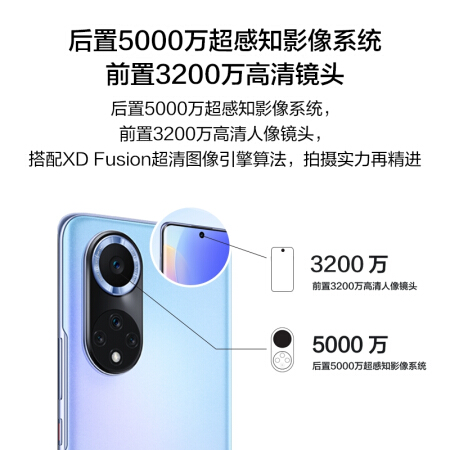 后置5000万超感知影像系统
前置3200万高清镜头
后置5000万超感知影像系统，
前置3200万高清人像镜头，
搭配XD Fusion超清图像引擎算法，拍摄实力再精进
3200 万
前置3200万高清人像镜头
5000 万
后置5000万超感知影像系统